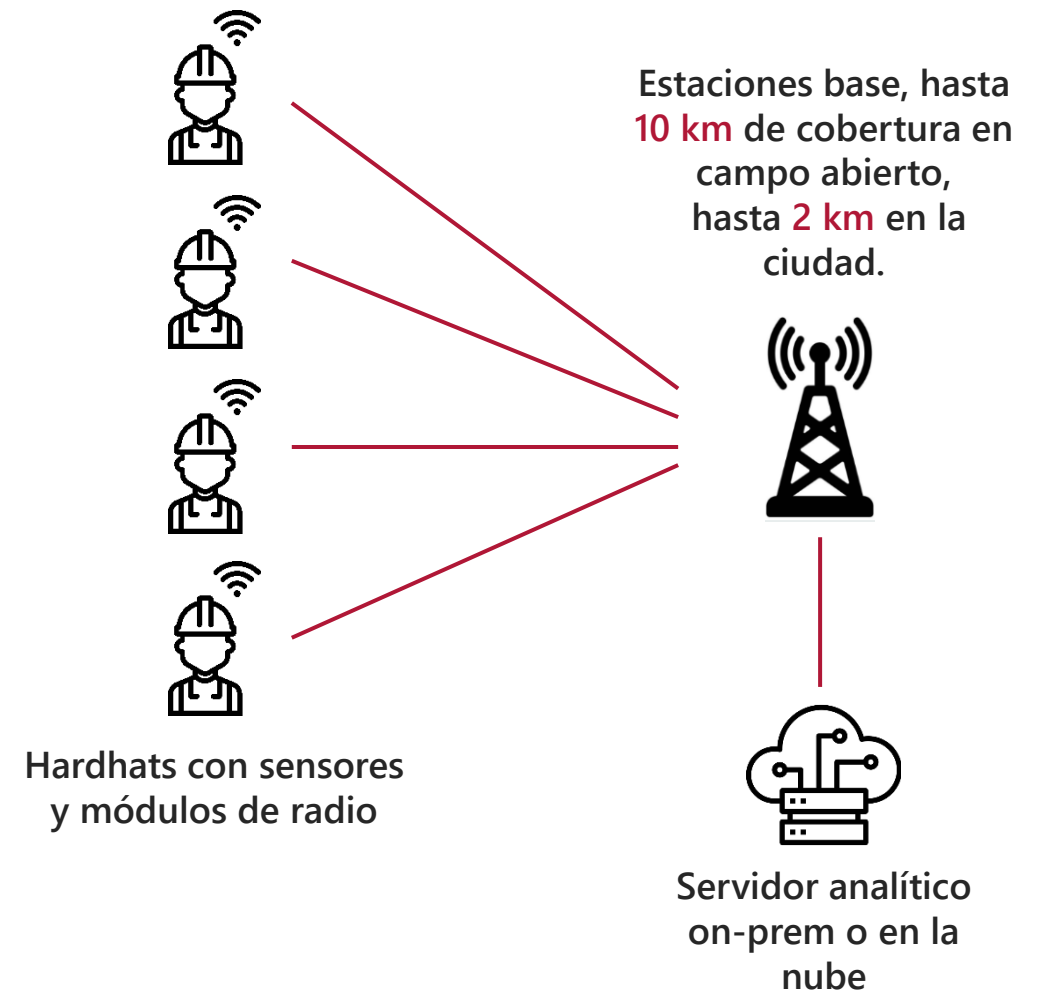 Estaciones base, hasta
10 km de cobertura en
campo abierto,
hasta 2 km en la
ciudad.
Hardhats con sensores
y módulos de radio
Servidor analítico
on-prem o en la
nube